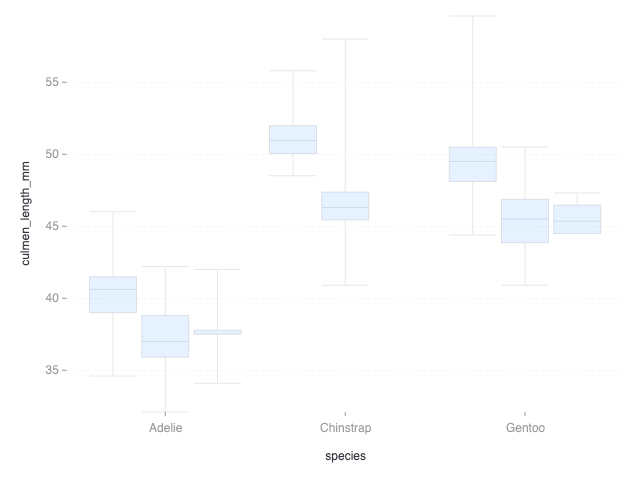 culmen_length_mm
55
50
45
40
35
Adelie
Chinstrap
Gentoo
species